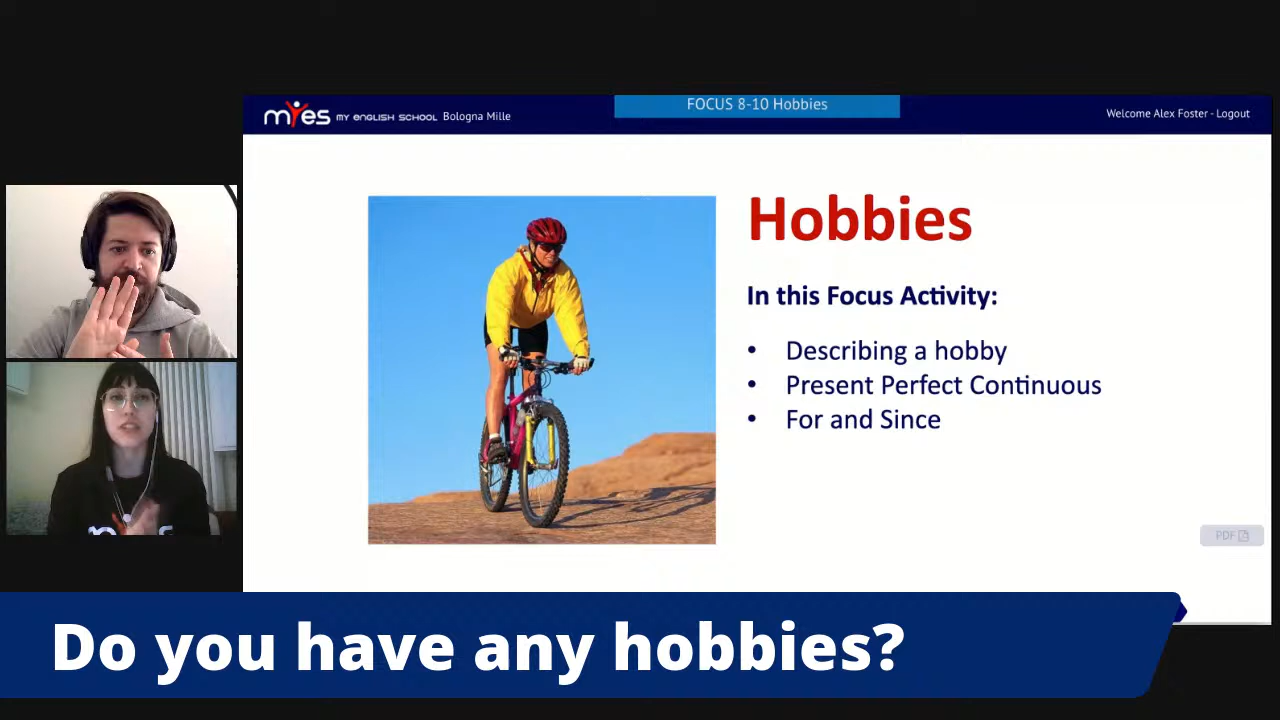 FOCUS 8-10 Hobbies
myes MY ENGLISH SCHOOL Bologna Mille
Welcome Alex Foster - Logout
Hobbies
In this Focus Activity:
• Describing a hobby
• Present Perfect Continuous
• For and Since
PDF
Do you have any hobbies?